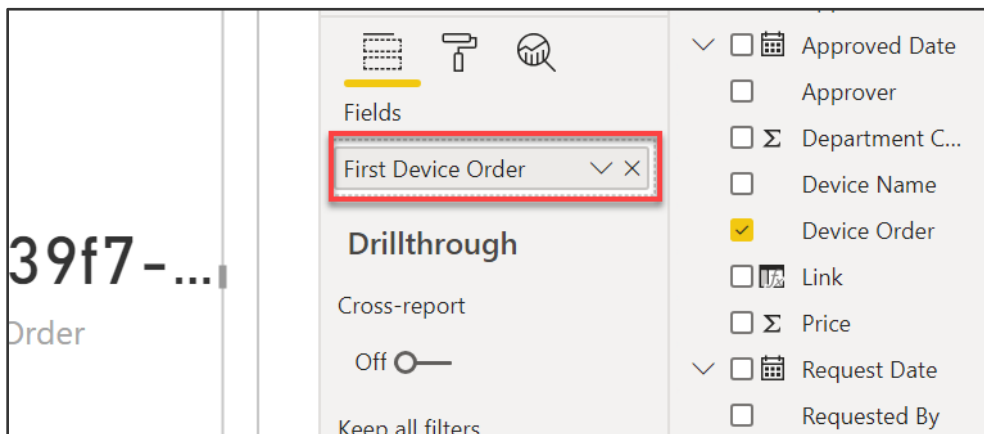 39f7-...
Order
Fields
First Device Order
Drillthrough
Cross-report
Off
Keep all filters
Approved Date
Approver
Σ Department C...
Device Name
Device Order
Link
Σ Price
Request Date
Requested By